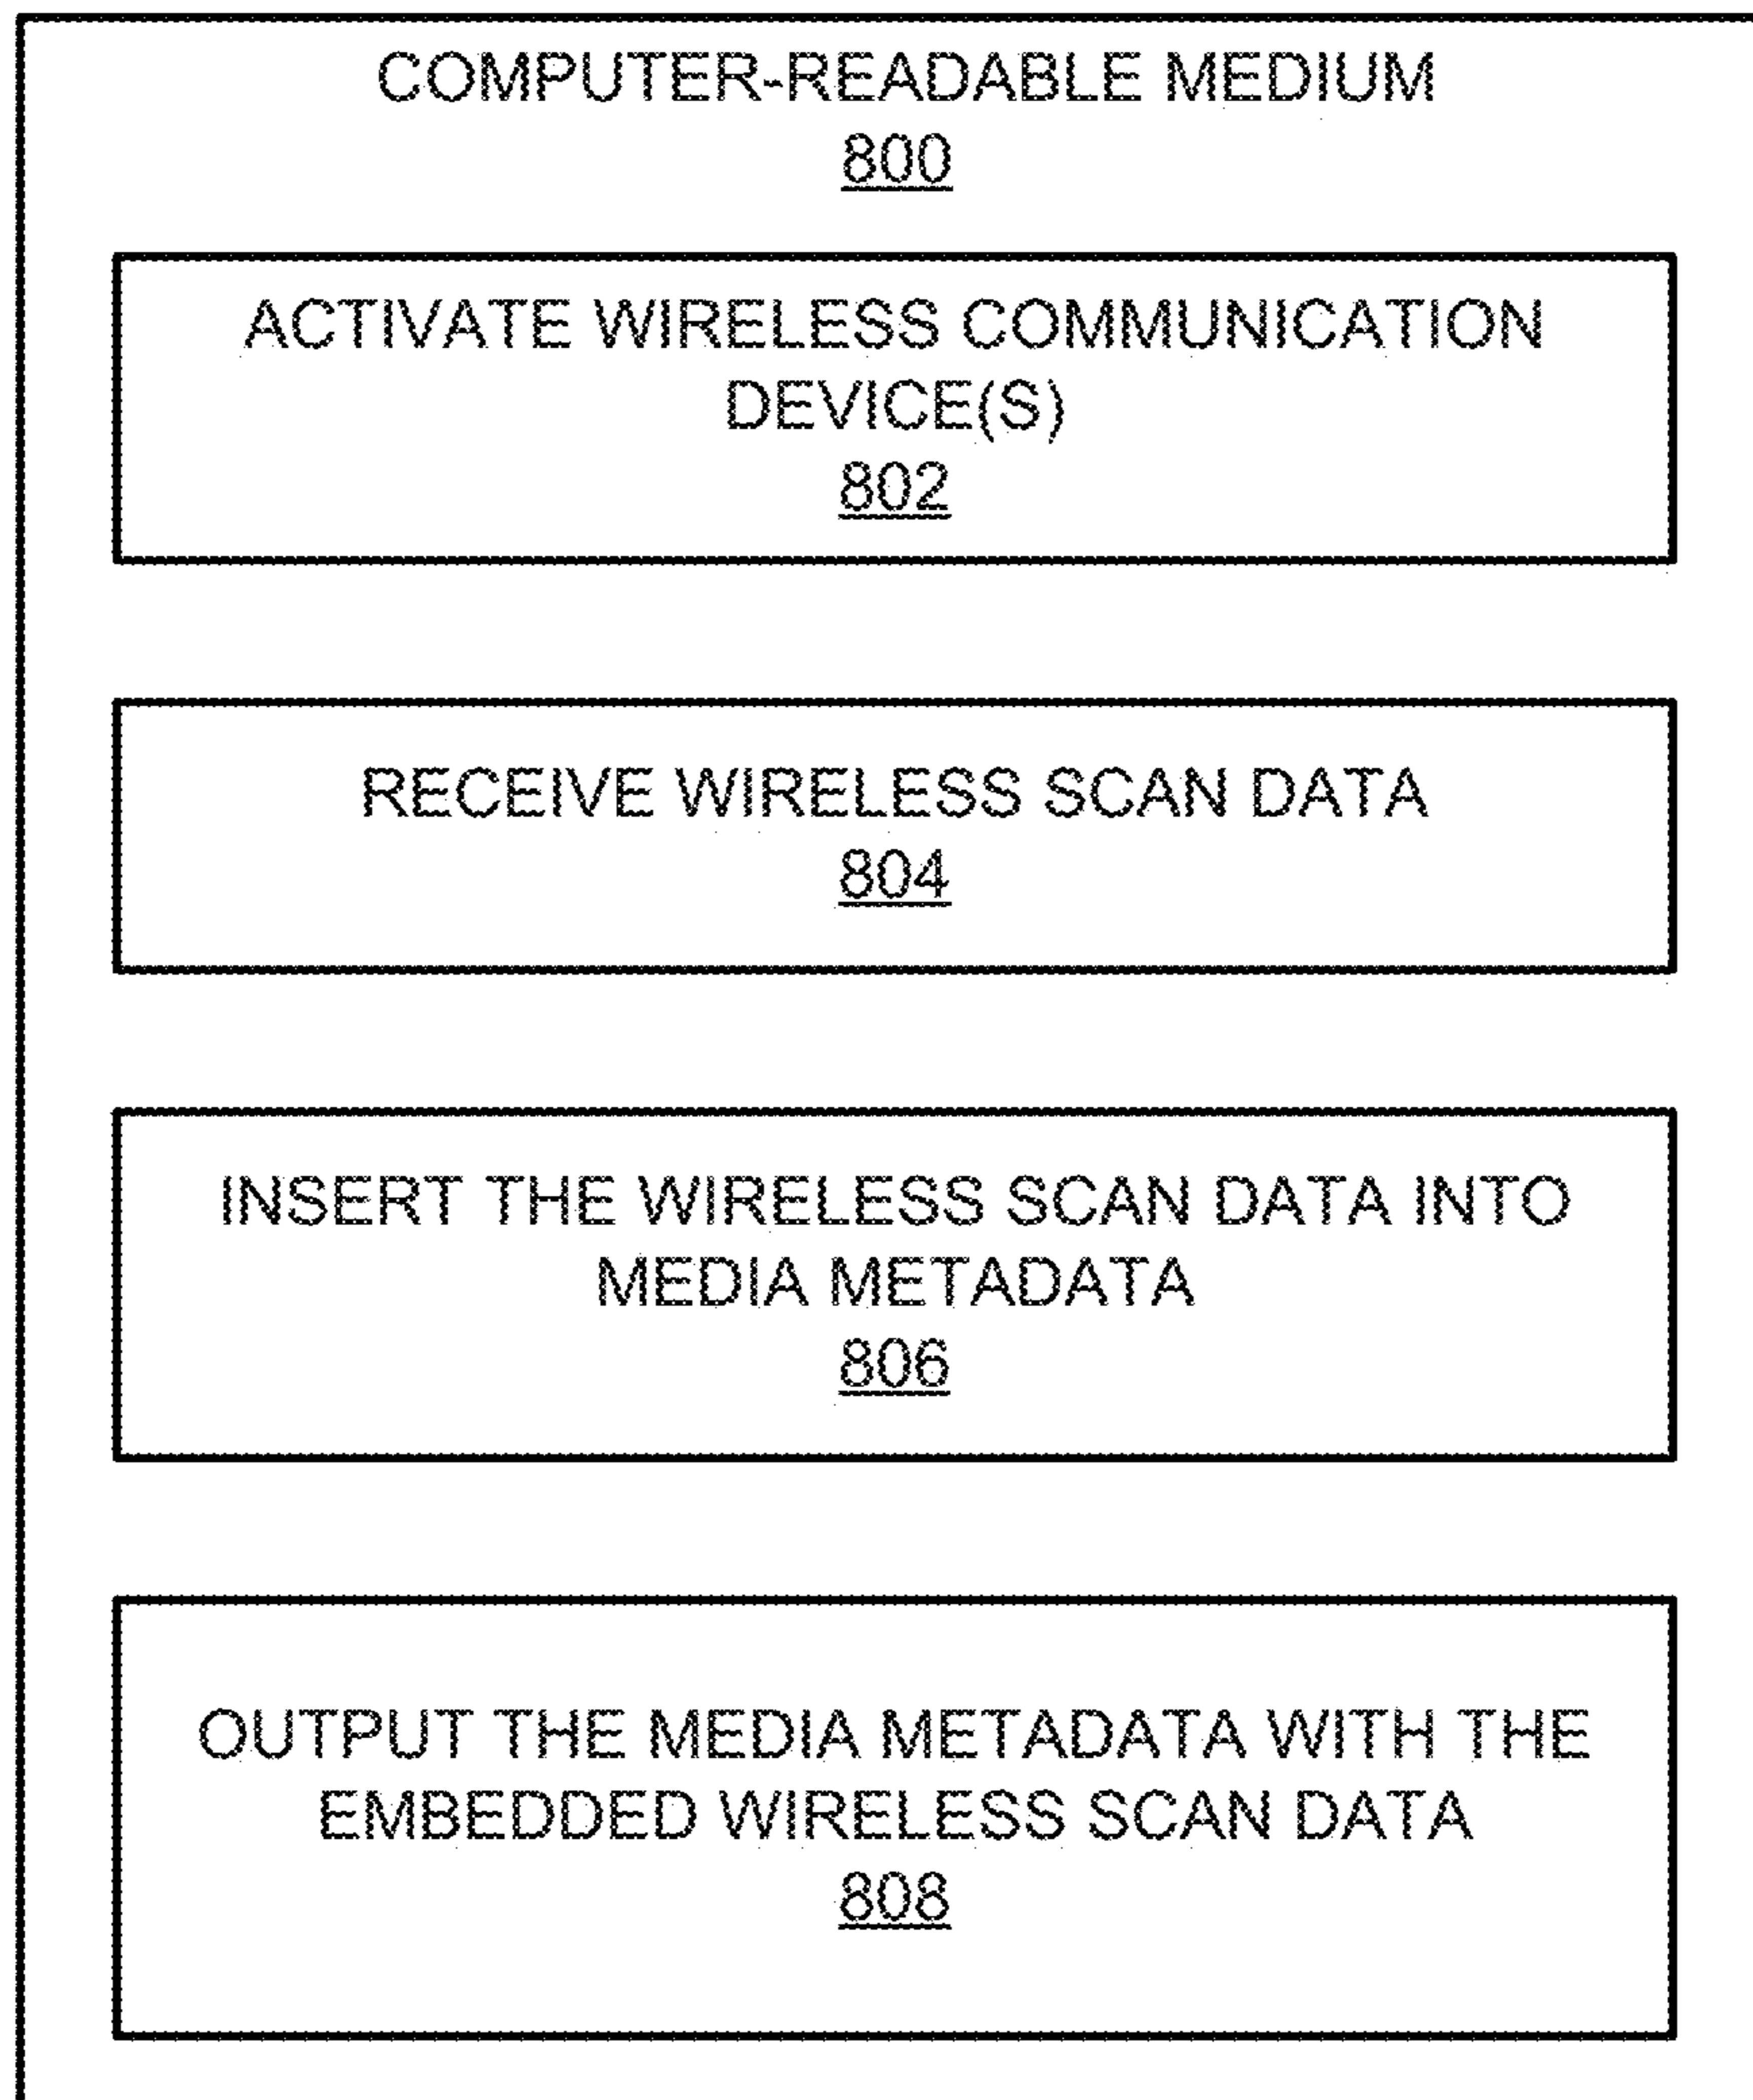 COMPUTER-READABLE MEDIUM
800
ACTIVATE WIRELESS COMMUNICATION
DEVICE(S)
802
RECEIVE WIRELESS SCAN DATA
804
INSERT THE WIRELESS SCAN DATA INTO
MEDIA METADATA
806
OUTPUT THE MEDIA METADATA WITH THE
EMBEDDED WIRELESS SCAN DATA
808